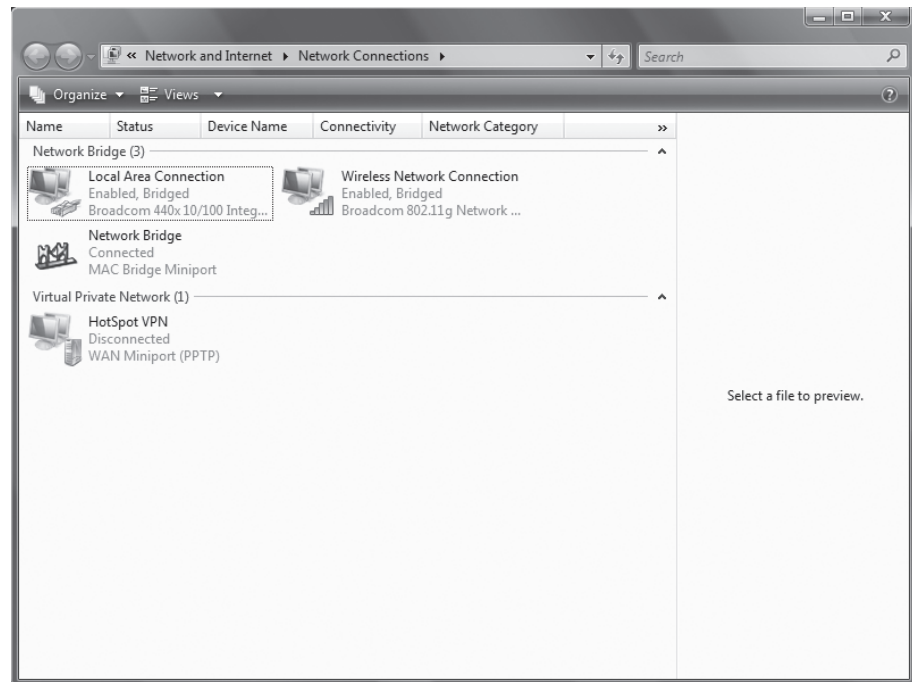 « Network and Internet ▸ Network Connections ▸
Search
Organize Views
Name Status Device Name Connectivity Network Category »
Network Bridge (3)
Local Area Connection
Enabled, Bridged
Broadcom 440x 10/100 Integ...
Wireless Network Connection
Enabled, Bridged
Broadcom 802.11g Network ...
Network Bridge
Connected
MAC Bridge Miniport
Virtual Private Network (1)
HotSpot VPN
Disconnected
WAN Miniport (PPTP)
Select a file to preview.